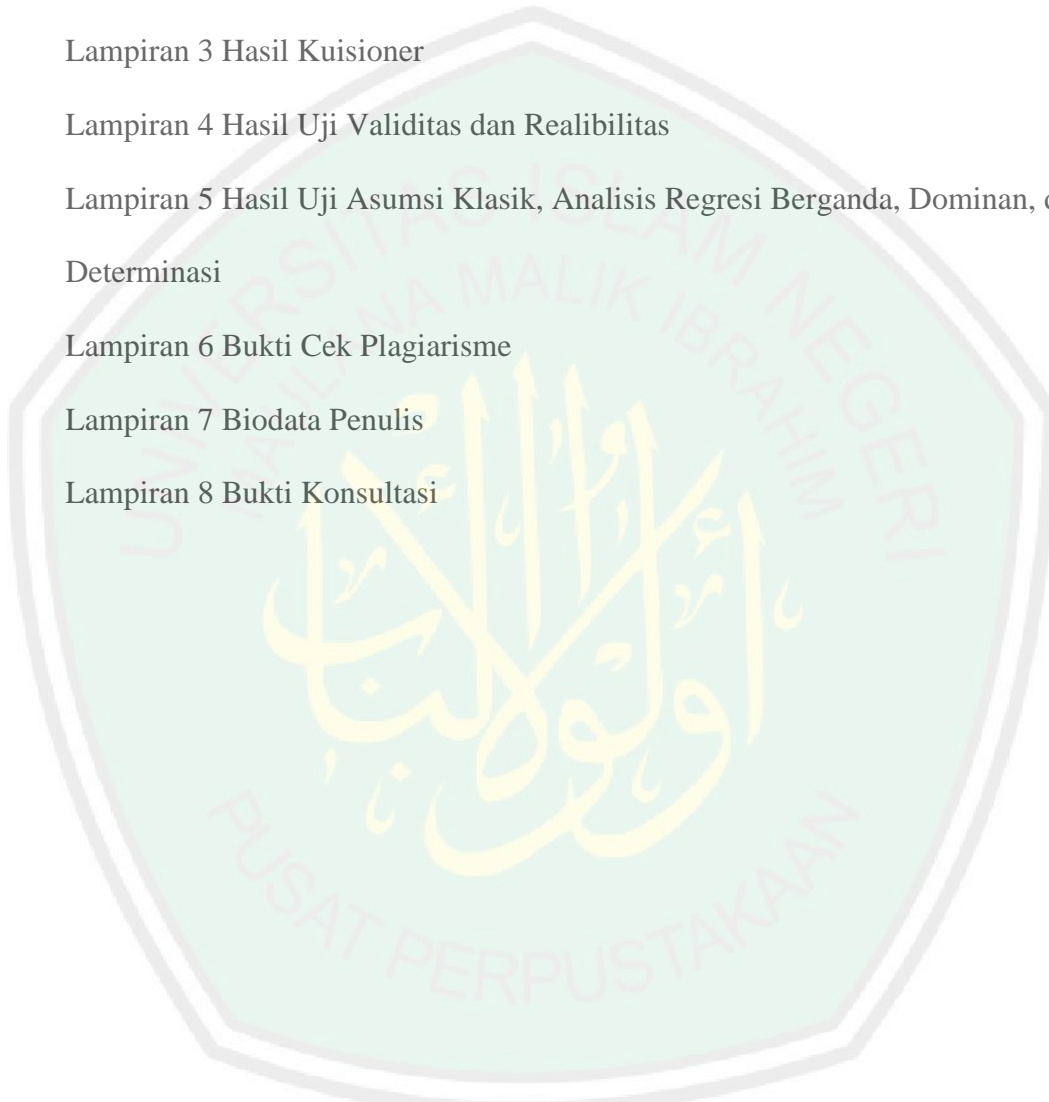 Lampiran 3 Hasil Kuisioner
Lampiran 4 Hasil Uji Validitas dan Realibilitas
Lampiran 5 Hasil Uji Asumsi Klasik, Analisis Regresi Berganda, Dominan,
Determinasi
Lampiran 6 Bukti Cek Plagiarisme
Lampiran 7 Biodata Penulis
Lampiran 8 Bukti Konsultasi
UNIVERSITAS ISLAM NEGERI
MAULANA MALIK IBRAHIM
أولوا الألباب
PUSAT PERPUSTAKAAN